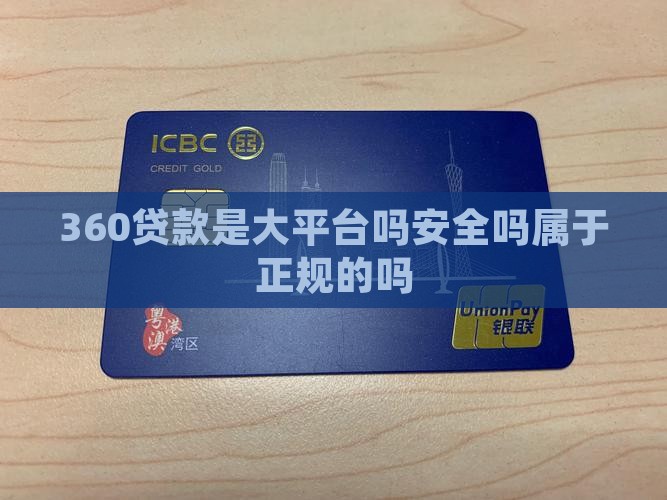 ICBC
CREDIT GOLD
360贷款是大平台吗安全吗属于
正规的吗
粤港
澳湾区
UnionPay
银联